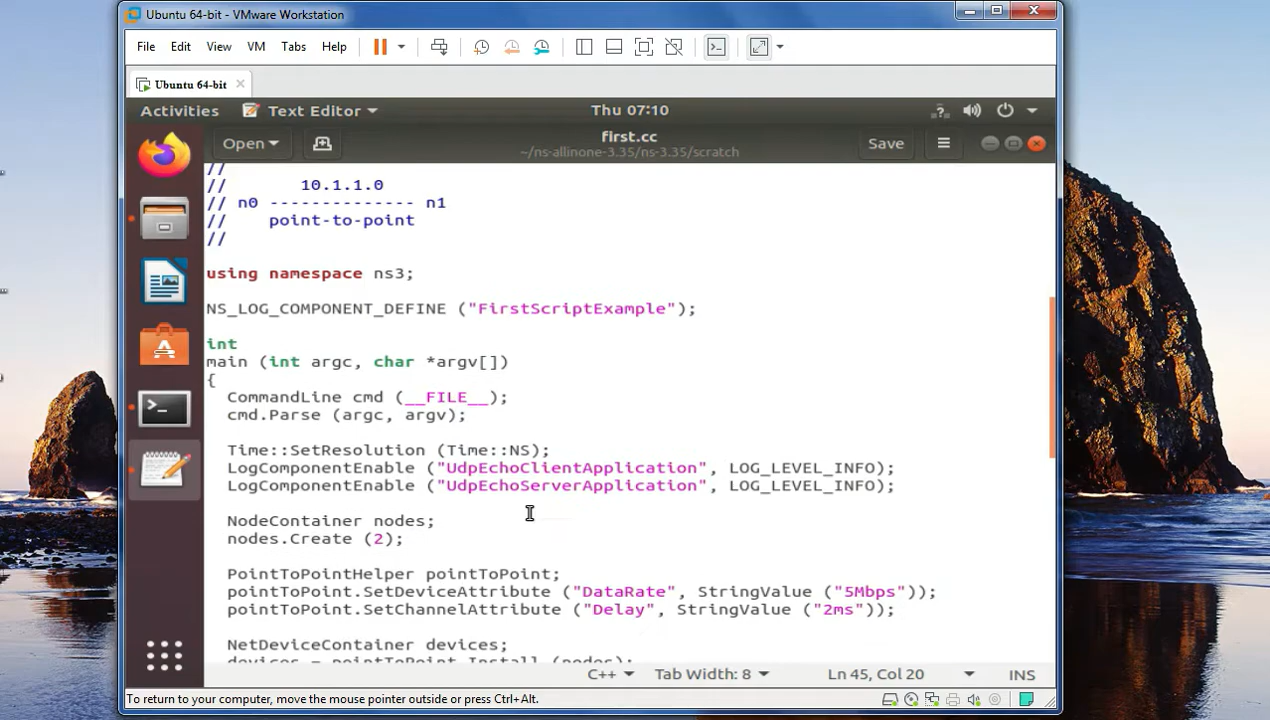 Ubuntu 64-bit - VMware Workstation
File Edit View VM Tabs Help
Ubuntu 64-bit
Activities Text Editor Thu 07:10
Open first.cc Save
~/ns-allinone-3.35/ns-3.35/scratch
//
// 10.1.1.0
// n0 -------------- n1
// point-to-point
//
using namespace ns3;
NS_LOG_COMPONENT_DEFINE ("FirstScriptExample");
int
main (int argc, char *argv[])
{
CommandLine cmd (__FILE__);
cmd.Parse (argc, argv);
Time::SetResolution (Time::NS);
LogComponentEnable ("UdpEchoClientApplication", LOG_LEVEL_INFO);
LogComponentEnable ("UdpEchoServerApplication", LOG_LEVEL_INFO);
NodeContainer nodes;
nodes.Create (2);
PointToPointHelper pointToPoint;
pointToPoint.SetDeviceAttribute ("DataRate", StringValue ("5Mbps"));
pointToPoint.SetChannelAttribute ("Delay", StringValue ("2ms"));
NetDeviceContainer devices;
devices = pointToPoint.Install (nodes);
C++ Tab Width: 8 Ln 45, Col 20 INS
To return to your computer, move the mouse pointer outside or press Ctrl+Alt.